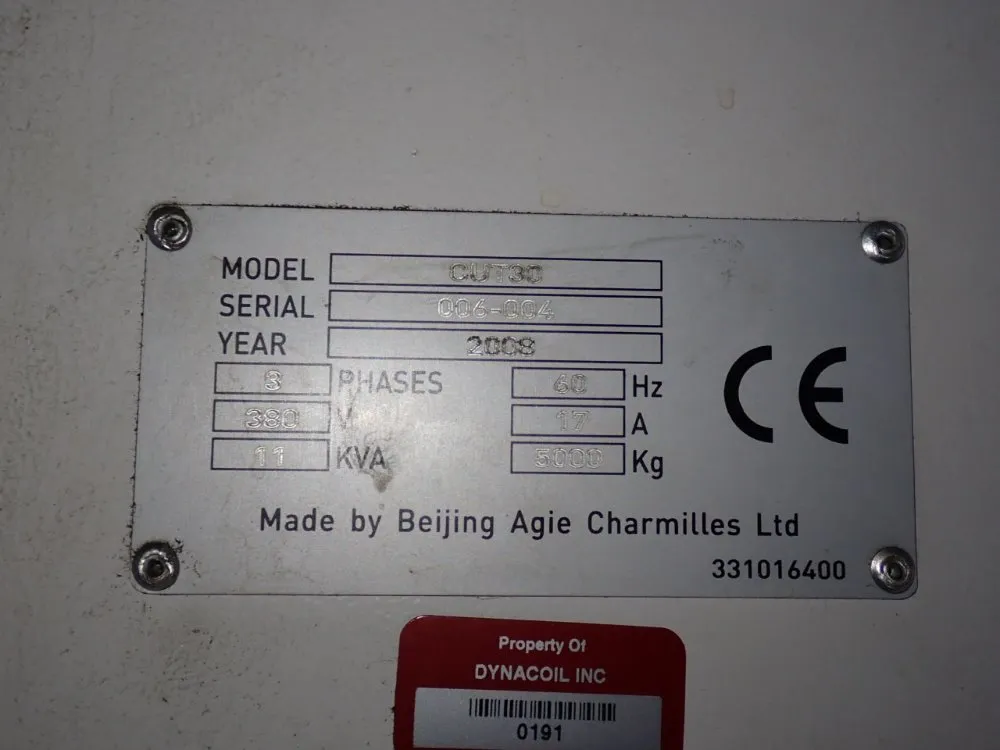 MODEL CUT30
SERIAL 006-004
YEAR 2008
3 PHASES 60 Hz
380 V 17 A
11 KVA 5000 Kg
CE
Made by Beijing Agie Charmilles Ltd
331016400
Property Of
DYNACOIL INC
0191